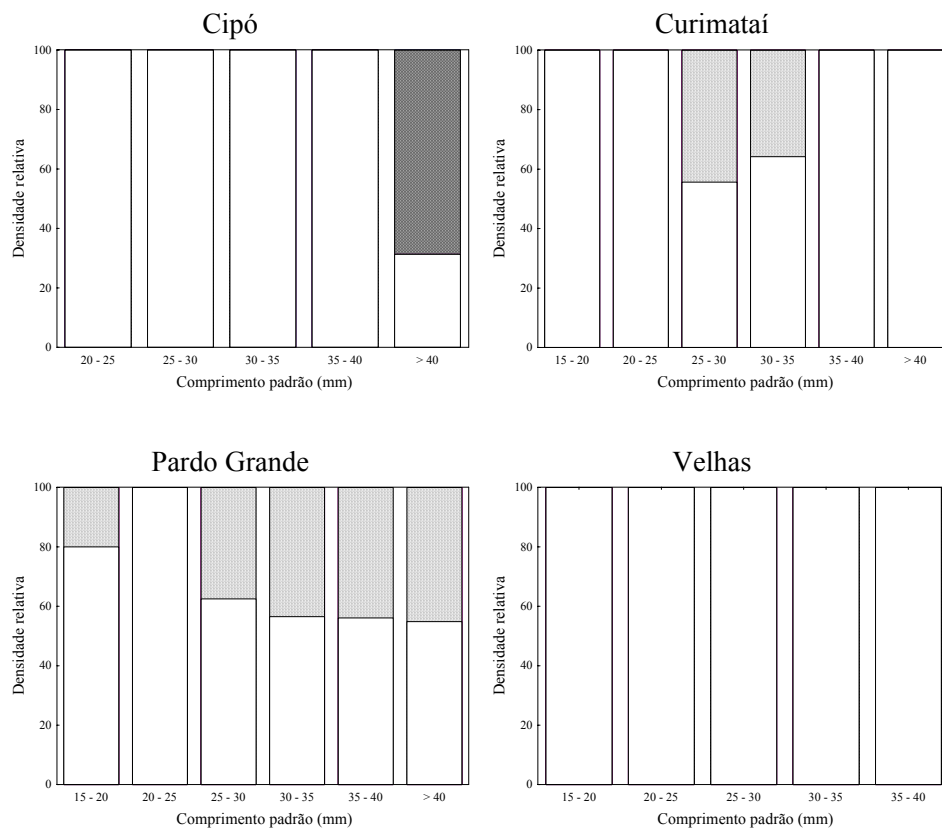 Cipó
100
80
60
40
20
0
Densidade relativa
20 - 25 25 - 30 30 - 35 35 - 40 > 40
Comprimento padrão (mm)
Curimataí
100
80
60
40
20
0
Densidade relativa
15 - 20 20 - 25 25 - 30 30 - 35 35 - 40 > 40
Comprimento padrão (mm)
Pardo Grande
100
80
60
40
20
0
Densidade relativa
15 - 20 20 - 25 25 - 30 30 - 35 35 - 40 > 40
Comprimento padrão (mm)
Velhas
100
80
60
40
20
0
Densidade relativa
15 - 20 20 - 25 25 - 30 30 - 35 35 - 40
Comprimento padrão (mm)